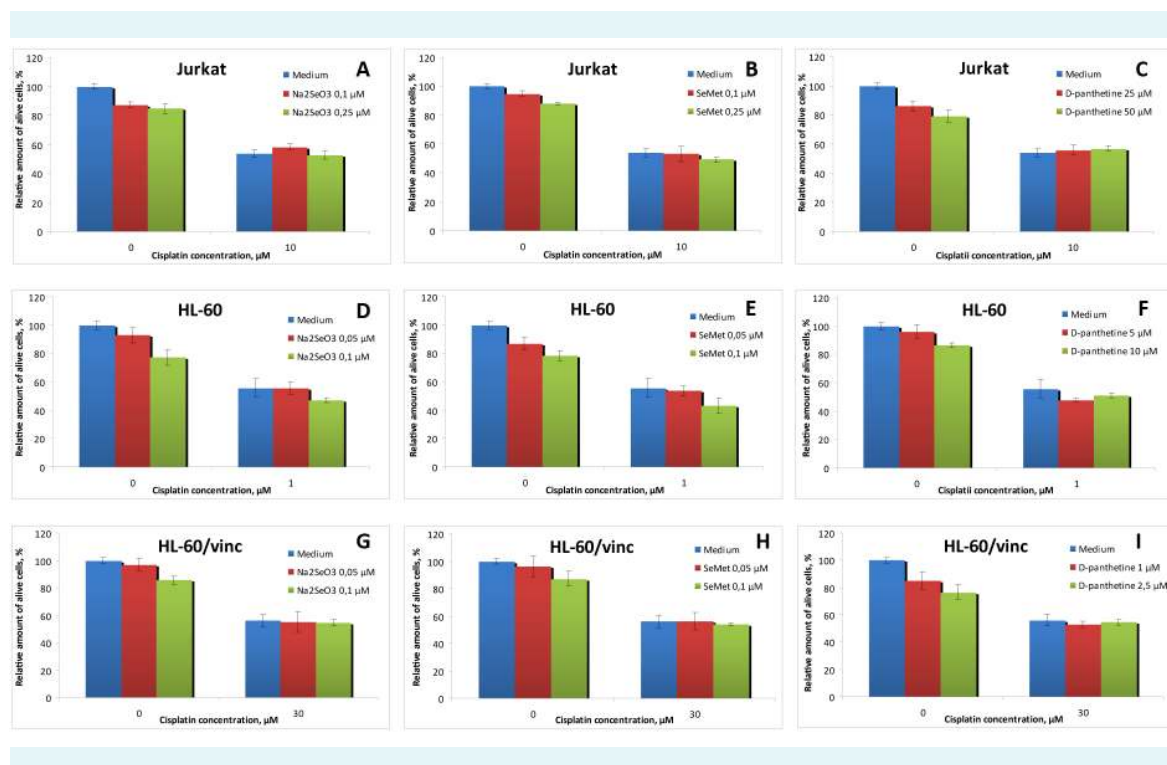 Jurkat
A
Relative amount of alive cells, %
120
100
80
60
40
20
0
Medium
Na2SeO3 0,1 µM
Na2SeO3 0,25 µM
0
10
Cisplatin concentration, µM
Jurkat
B
Relative amount of alive cells, %
120
100
80
60
40
20
0
Medium
SeMet 0,1 µM
SeMet 0,25 µM
0
10
Cisplatin concentration, µM
Jurkat
C
Relative amount of alive cells, %
120
100
80
60
40
20
0
Medium
D-panthetine 25 µM
D-panthetine 50 µM
0
10
Cisplatii concentration, µM
HL-60
D
Relative amount of alive cells, %
120
100
80
60
40
20
0
Medium
Na2SeO3 0,05 µM
Na2SeO3 0,1 µM
0
1
Cisplatin concentration, µM
HL-60
E
Relative amount of alive cells, %
120
100
80
60
40
20
0
Medium
SeMet 0,05 µM
SeMet 0,1 µM
0
1
Cisplatin concentration, µM
HL-60
F
Relative amount of alive cells, %
120
100
80
60
40
20
0
Medium
D-panthetine 5 µM
D-panthetine 10 µM
0
1
Cisplatii concentration, µM
HL-60/vinc
G
Relative amount of alive cells, %
120
100
80
60
40
20
0
Medium
Na2SeO3 0,05 µM
Na2SeO3 0,1 µM
0
30
Cisplatin concentration, µM
HL-60/vinc
H
Relative amount of alive cells, %
120
100
80
60
40
20
0
Medium
SeMet 0,05 µM
SeMet 0,1 µM
0
30
Cisplatin concentration, µM
HL-60/vinc
I
Relative amount of alive cells, %
120
100
80
60
40
20
0
Medium
D-panthetine 1 µM
D-panthetine 2,5 µM
0
30
Cisplatin concentration, µM